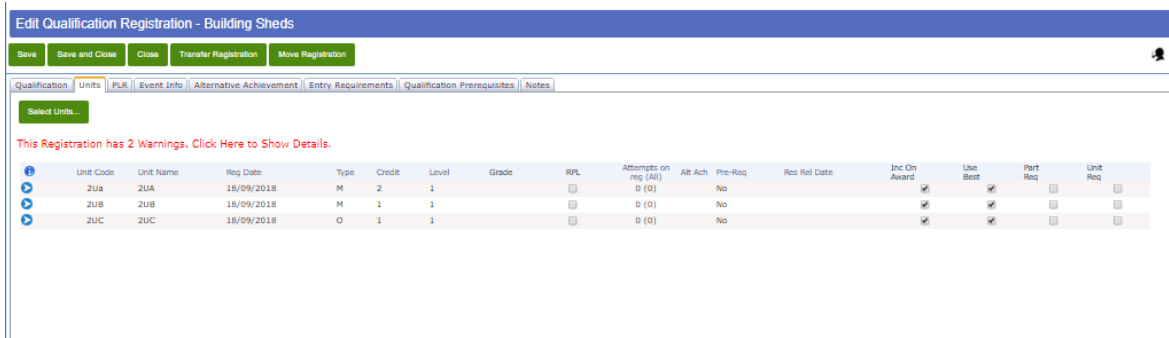 Edit Qualification Registration - Building Sheds
Save Save and Close Close Transfer Registration Move Registration
Qualification Units PLR Event Info Alternative Achievement Entry Requirements Qualification Prerequisites Notes
Select Units...
This Registration has 2 Warnings. Click Here to Show Details.
Unit Code Unit Name Reg Date Type Credit Level Grade RPL Attempts on reg (All) Alt Ach Pre-Req Res Rel Date Inc On Award Use Best Part Req Unit Req
2Ua 2UA 18/09/2018 M 2 1 0 (0) No
2UB 2UB 18/09/2018 M 1 1 0 (0) No
2UC 2UC 18/09/2018 O 1 1 0 (0) No